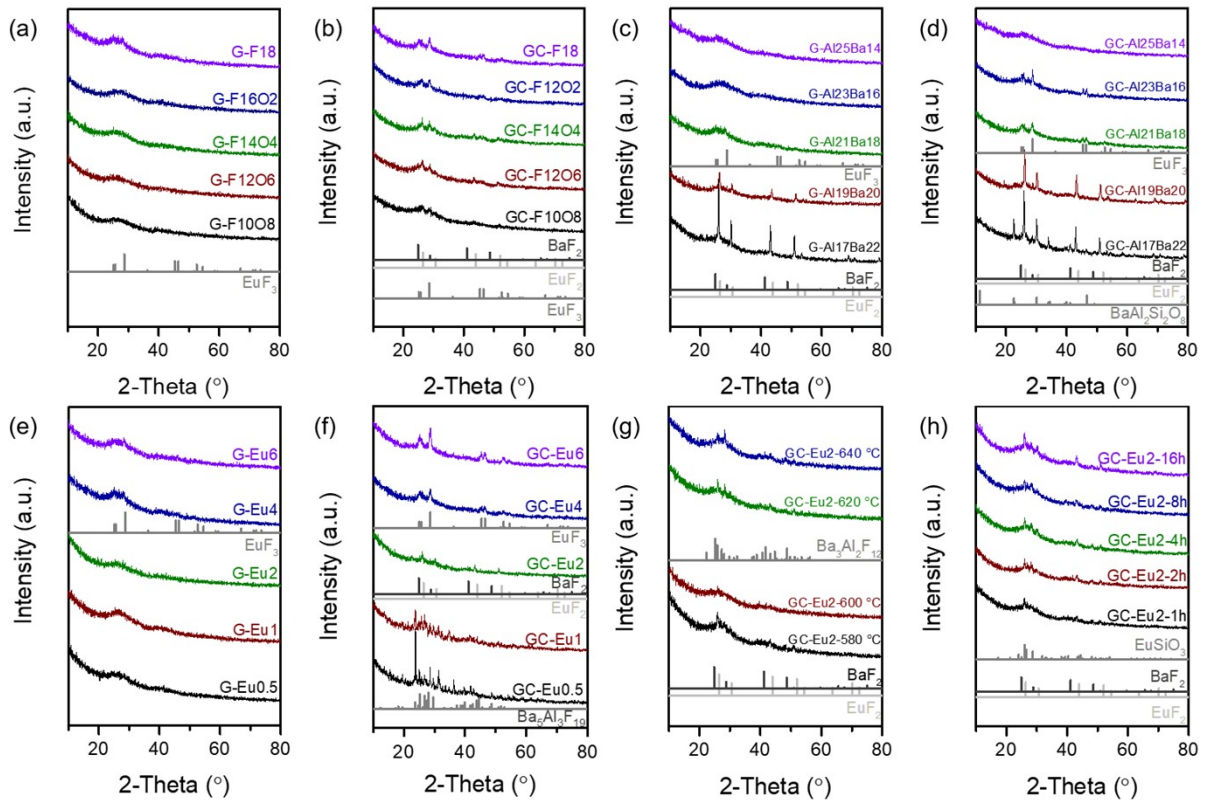 (a)
Intensity (a.u.)
G-F18
G-F16O2
G-F14O4
G-F12O6
G-F10O8
EuF₃
20 40 60 80
2-Theta (°)
(b)
Intensity (a.u.)
GC-F18
GC-F12O2
GC-F14O4
GC-F12O6
GC-F10O8
BaF₂
EuF₂
EuF₃
20 40 60 80
2-Theta (°)
(c)
Intensity (a.u.)
G-Al25Ba14
G-Al23Ba16
G-Al21Ba18
EuF₃
G-Al19Ba20
G-Al17Ba22
BaF₂
EuF₂
20 40 60 80
2-Theta (°)
(d)
Intensity (a.u.)
GC-Al25Ba14
GC-Al23Ba16
GC-Al21Ba18
EuF₃
GC-Al19Ba20
GC-Al17Ba22
BaF₂
EuF₂
BaAl₂Si₂O₈
20 40 60 80
2-Theta (°)
(e)
Intensity (a.u.)
G-Eu6
G-Eu4
EuF₃
G-Eu2
G-Eu1
G-Eu0.5
20 40 60 80
2-Theta (°)
(f)
Intensity (a.u.)
GC-Eu6
GC-Eu4
EuF₃
GC-Eu2
BaF₂
EuF₂
GC-Eu1
GC-Eu0.5
Ba₅Al₃F₁₉
20 40 60 80
2-Theta (°)
(g)
Intensity (a.u.)
GC-Eu2-640 °C
GC-Eu2-620 °C
Ba₃Al₂F₁₂
GC-Eu2-600 °C
GC-Eu2-580 °C
BaF₂
EuF₂
20 40 60 80
2-Theta (°)
(h)
Intensity (a.u.)
GC-Eu2-16h
GC-Eu2-8h
GC-Eu2-4h
GC-Eu2-2h
GC-Eu2-1h
EuSiO₃
BaF₂
EuF₂
20 40 60 80
2-Theta (°)